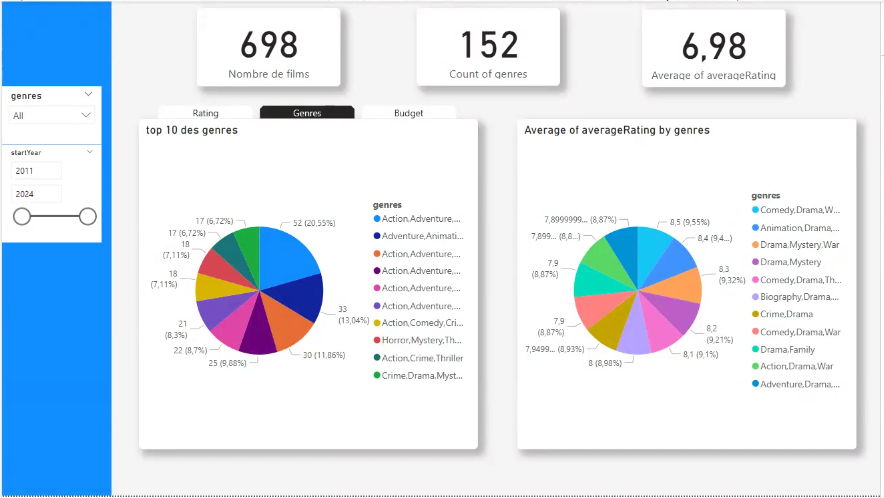 698
Nombre de films
152
Count of genres
6,98
Average of averageRating
genres
All
startYear
2011
2024
Rating
Genres
Budget
top 10 des genres
17 (6,72%)
17 (6,72%)
18
(7,11%)
18
(7,11%)
21
(8,3%)
22 (8,7%)
25 (9,88%)
30 (11,86%)
33
(13,04%)
52 (20,55%)
genres
Action,Adventure,...
Adventure,Animati...
Action,Adventure,...
Action,Adventure,...
Action,Adventure,...
Action,Adventure,...
Action,Comedy,Cri...
Horror,Mystery,Th...
Action,Crime,Thriller
Crime,Drama,Myst...
Average of averageRating by genres
7,8999999... (8,87%)
7,899... (8,8...)
7,9
(8,87%)
7,9
(8,87%)
7,9499... (8,93%)
8 (8,98%)
8,1 (9,1%)
8,2
(9,21%)
8,3
(9,32%)
8,4 (9,4...)
8,5 (9,55%)
genres
Comedy,Drama,W...
Animation,Drama,...
Drama,Mystery,War
Drama,Mystery
Comedy,Drama,Th...
Biography,Drama,...
Crime,Drama
Comedy,Drama,War
Drama,Family
Action,Drama,War
Adventure,Drama,...